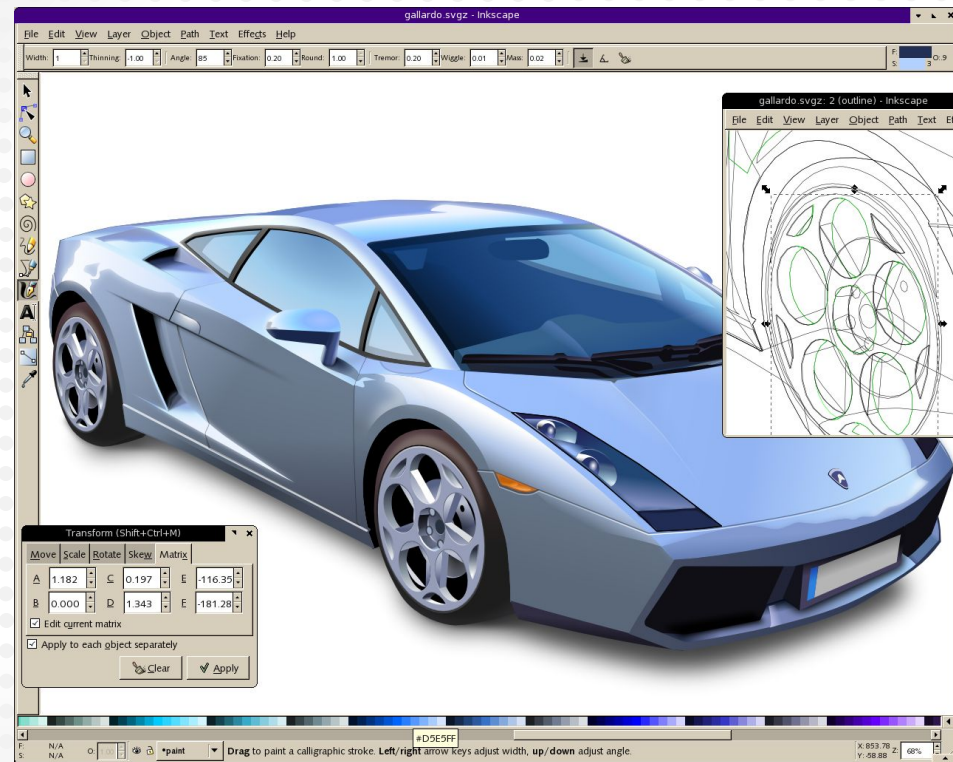 gallardo.svgz - Inkscape
File Edit View Layer Object Path Text Effects Help
Width: 1 Thinning: -1.00 Angle: 85 Fixation: 0.20 Round: 1.00 Tremor: 0.20 Wiggle: 0.01 Mass: 0.02 F: S: 3 O:.9
gallardo.svgz: 2 (outline) - Inkscape
File Edit View Layer Object Path Text Ef
Transform (Shift+Ctrl+M)
Move Scale Rotate Skew Matrix
A 1.182 C 0.197 E -116.35
B 0.000 D 1.343 F -181.28
Edit current matrix
Apply to each object separately
Clear Apply
#D5E5FF
F: N/A O: 1.00 *paint Drag to paint a calligraphic stroke. Left/right arrow keys adjust width, up/down adjust angle. X: 853.78 Z: 68%
S: N/A Y: -58.88